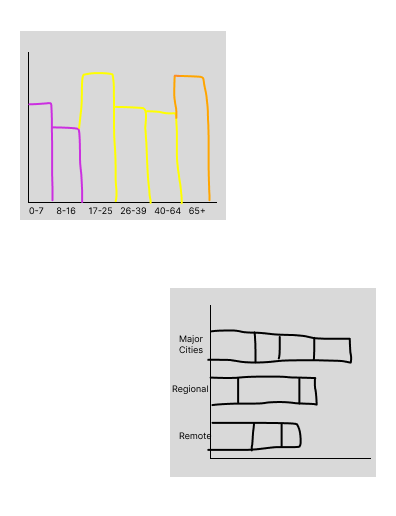 0-7 8-16 17-25 26-39 40-64 65+
Major
Cities
Regional
Remote